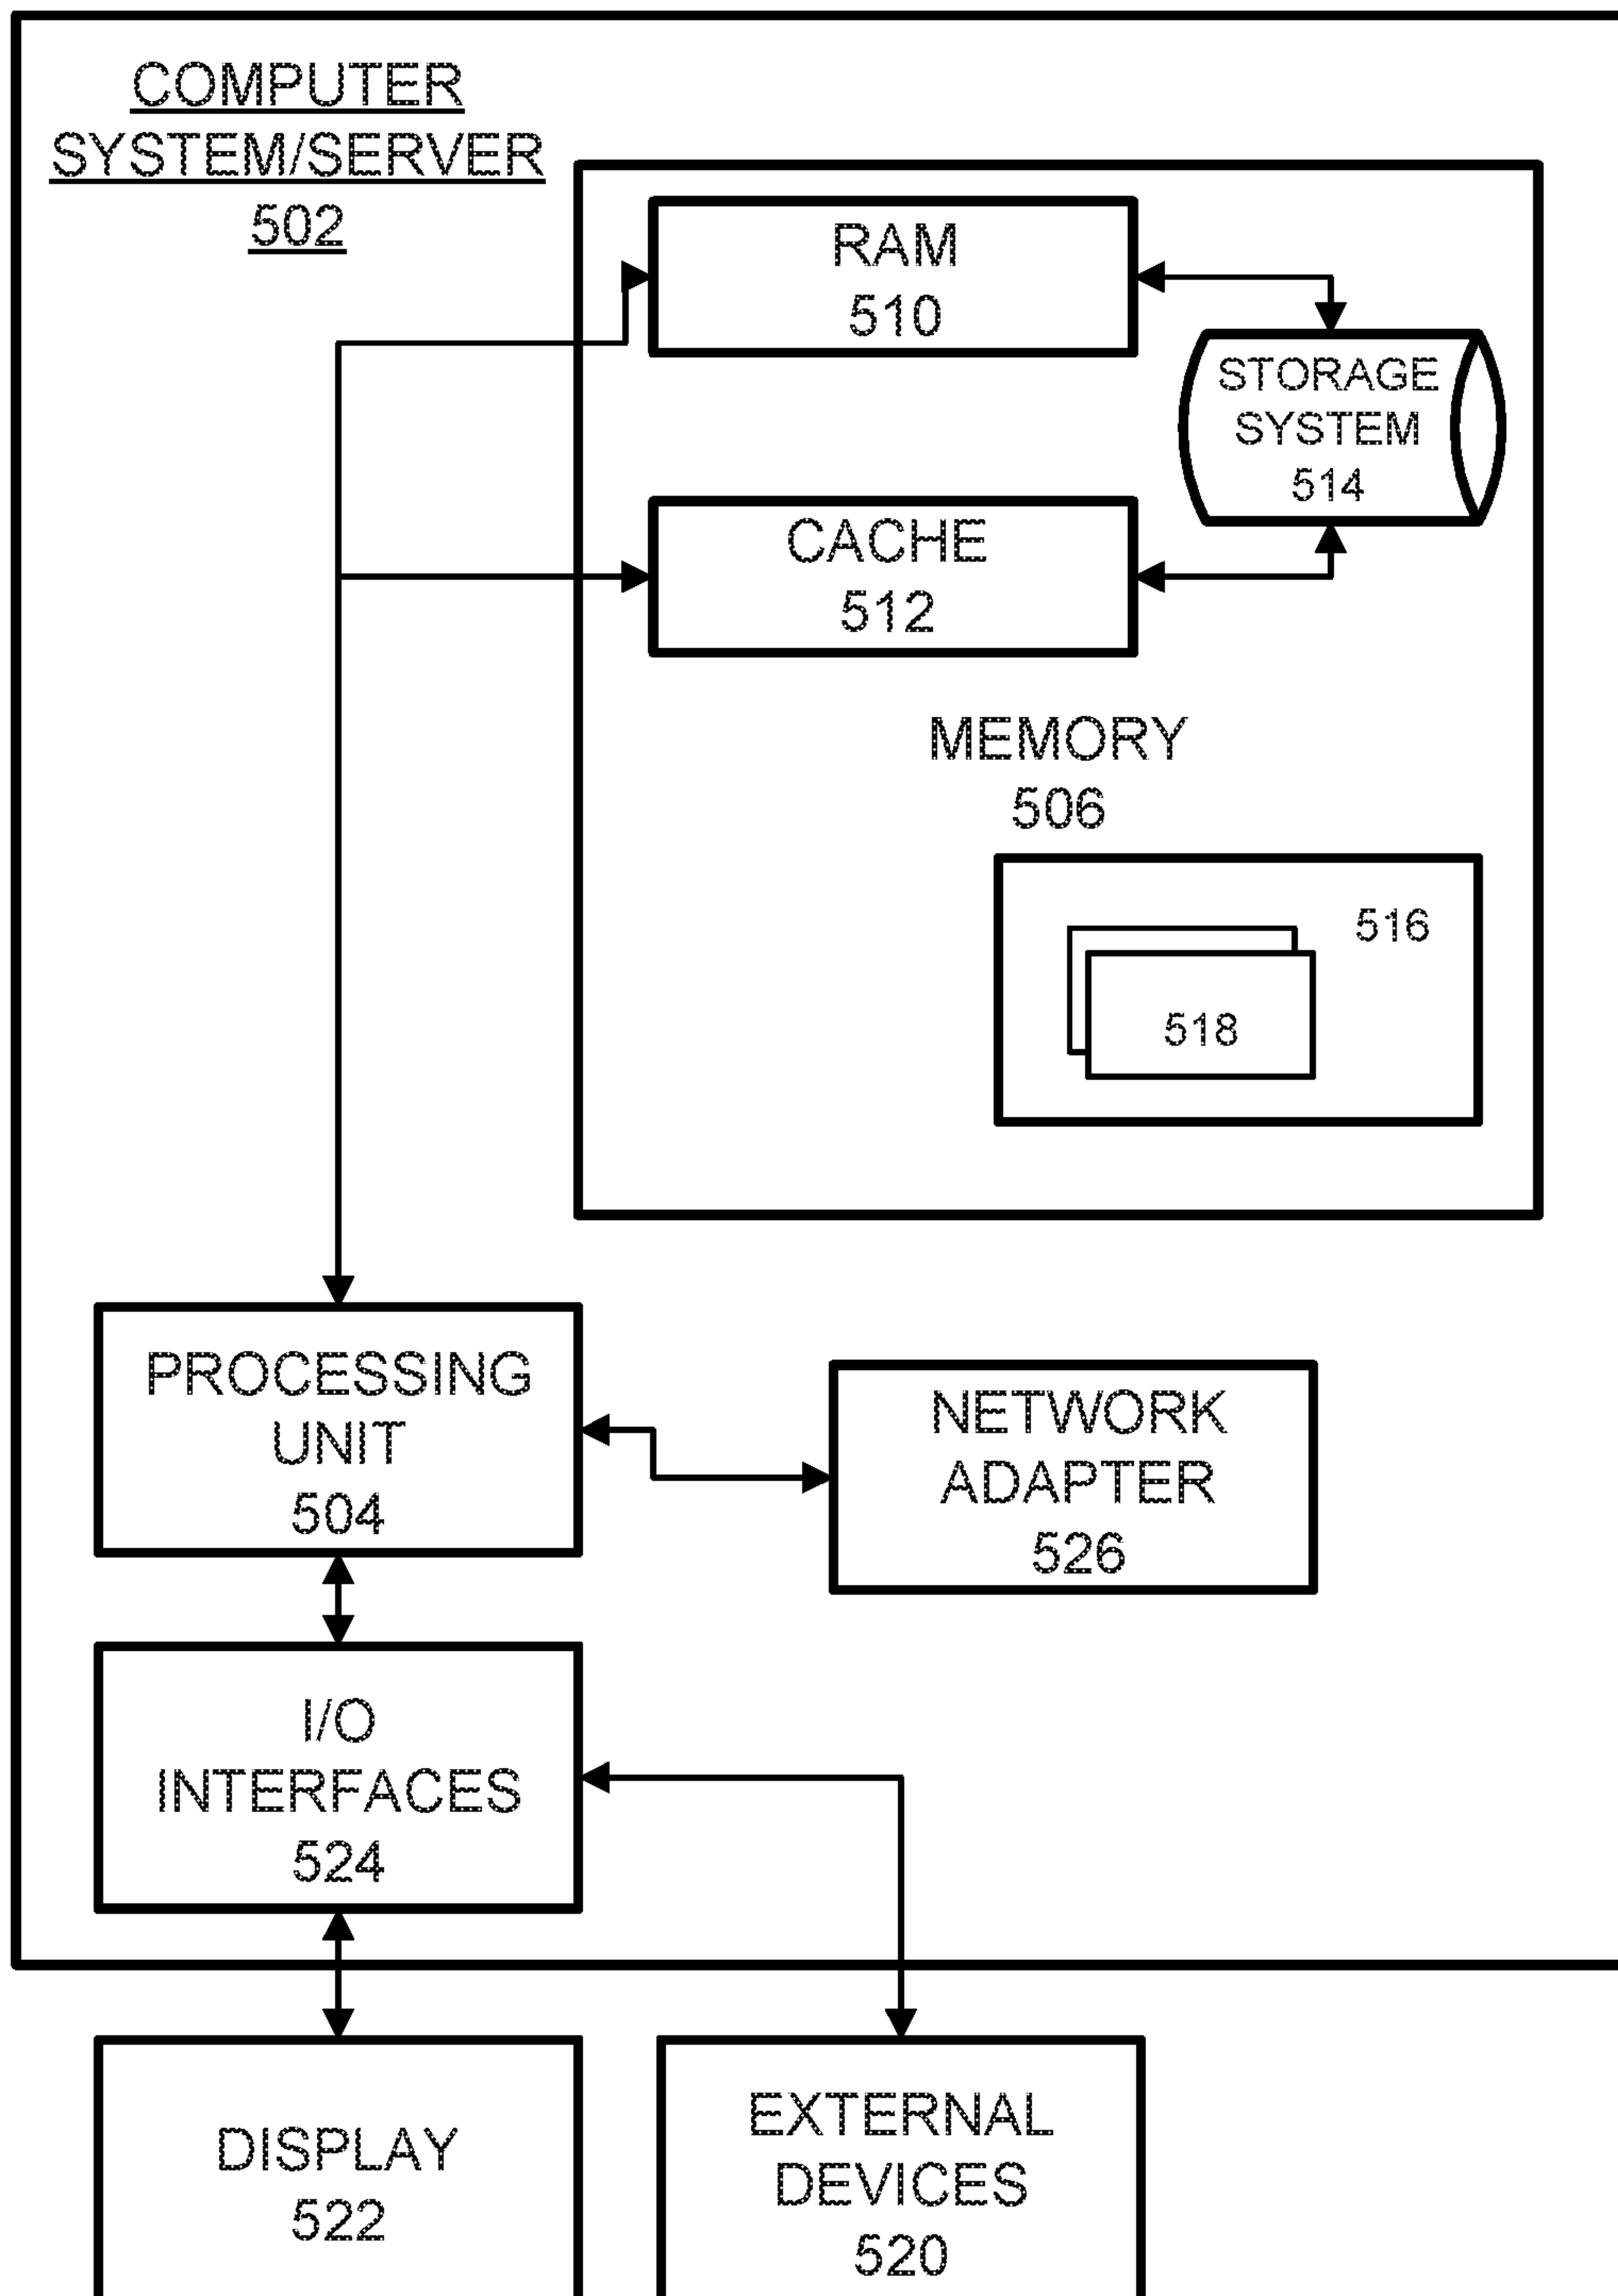 COMPUTER
SYSTEM/SERVER
502
RAM
510
STORAGE
SYSTEM
514
CACHE
512
MEMORY
506
516
518
PROCESSING
UNIT
504
NETWORK
ADAPTER
526
I/O
INTERFACES
524
DISPLAY
522
EXTERNAL
DEVICES
520